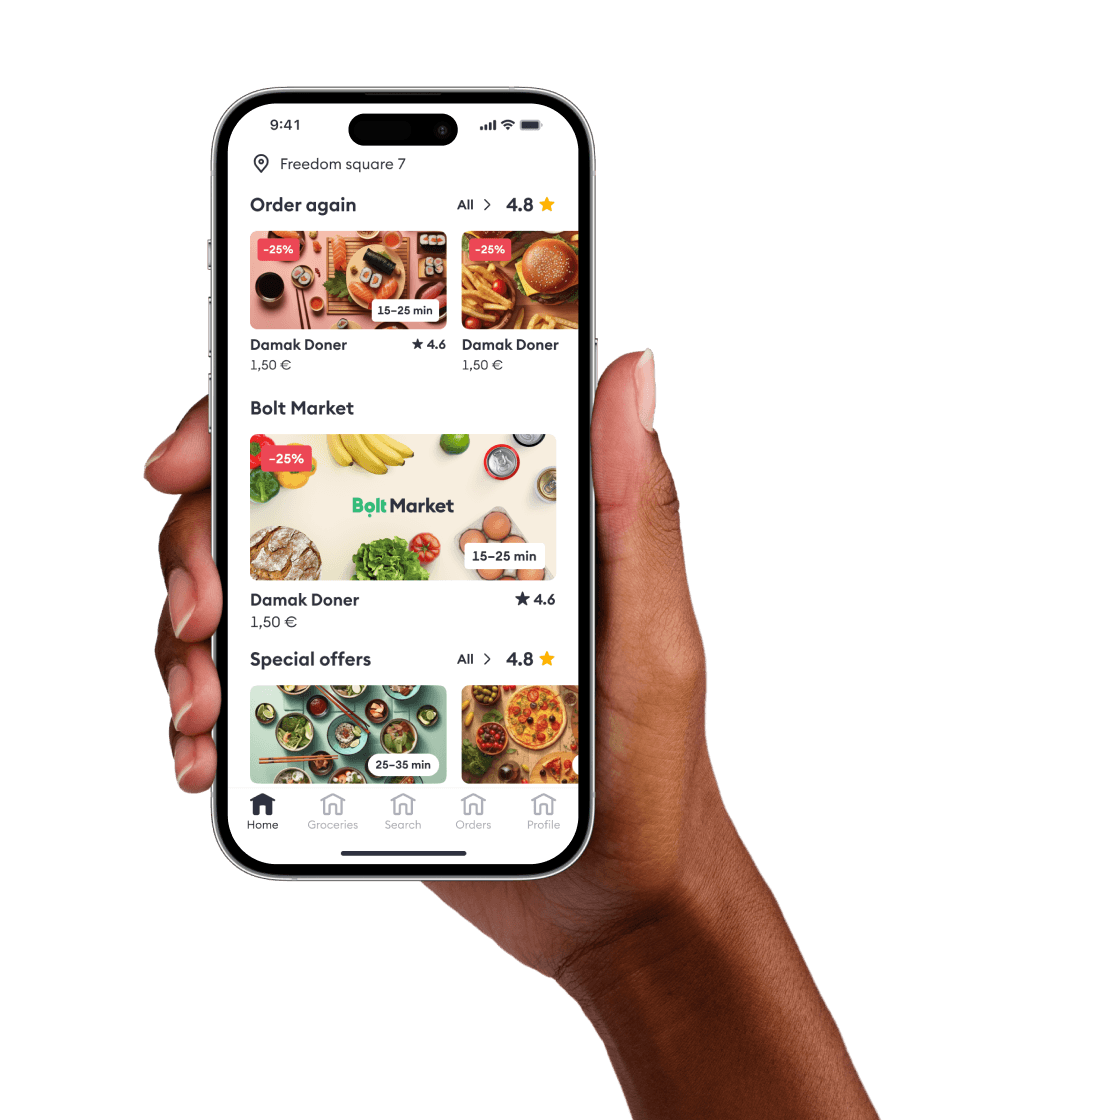 9:41
Freedom square 7
Order again All 4.8
-25% -25%
15–25 min
Damak Doner 4.6 Damak Doner
1,50 € 1,50 €
Bolt Market
-25%
Bolt Market
15–25 min
Damak Doner 4.6
1,50 €
Special offers All 4.8
25–35 min
Home Groceries Search Orders Profile